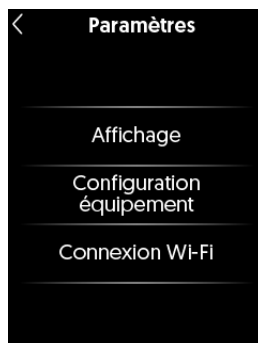 Paramètres
Affichage
Configuration
équipement
Connexion Wi-Fi